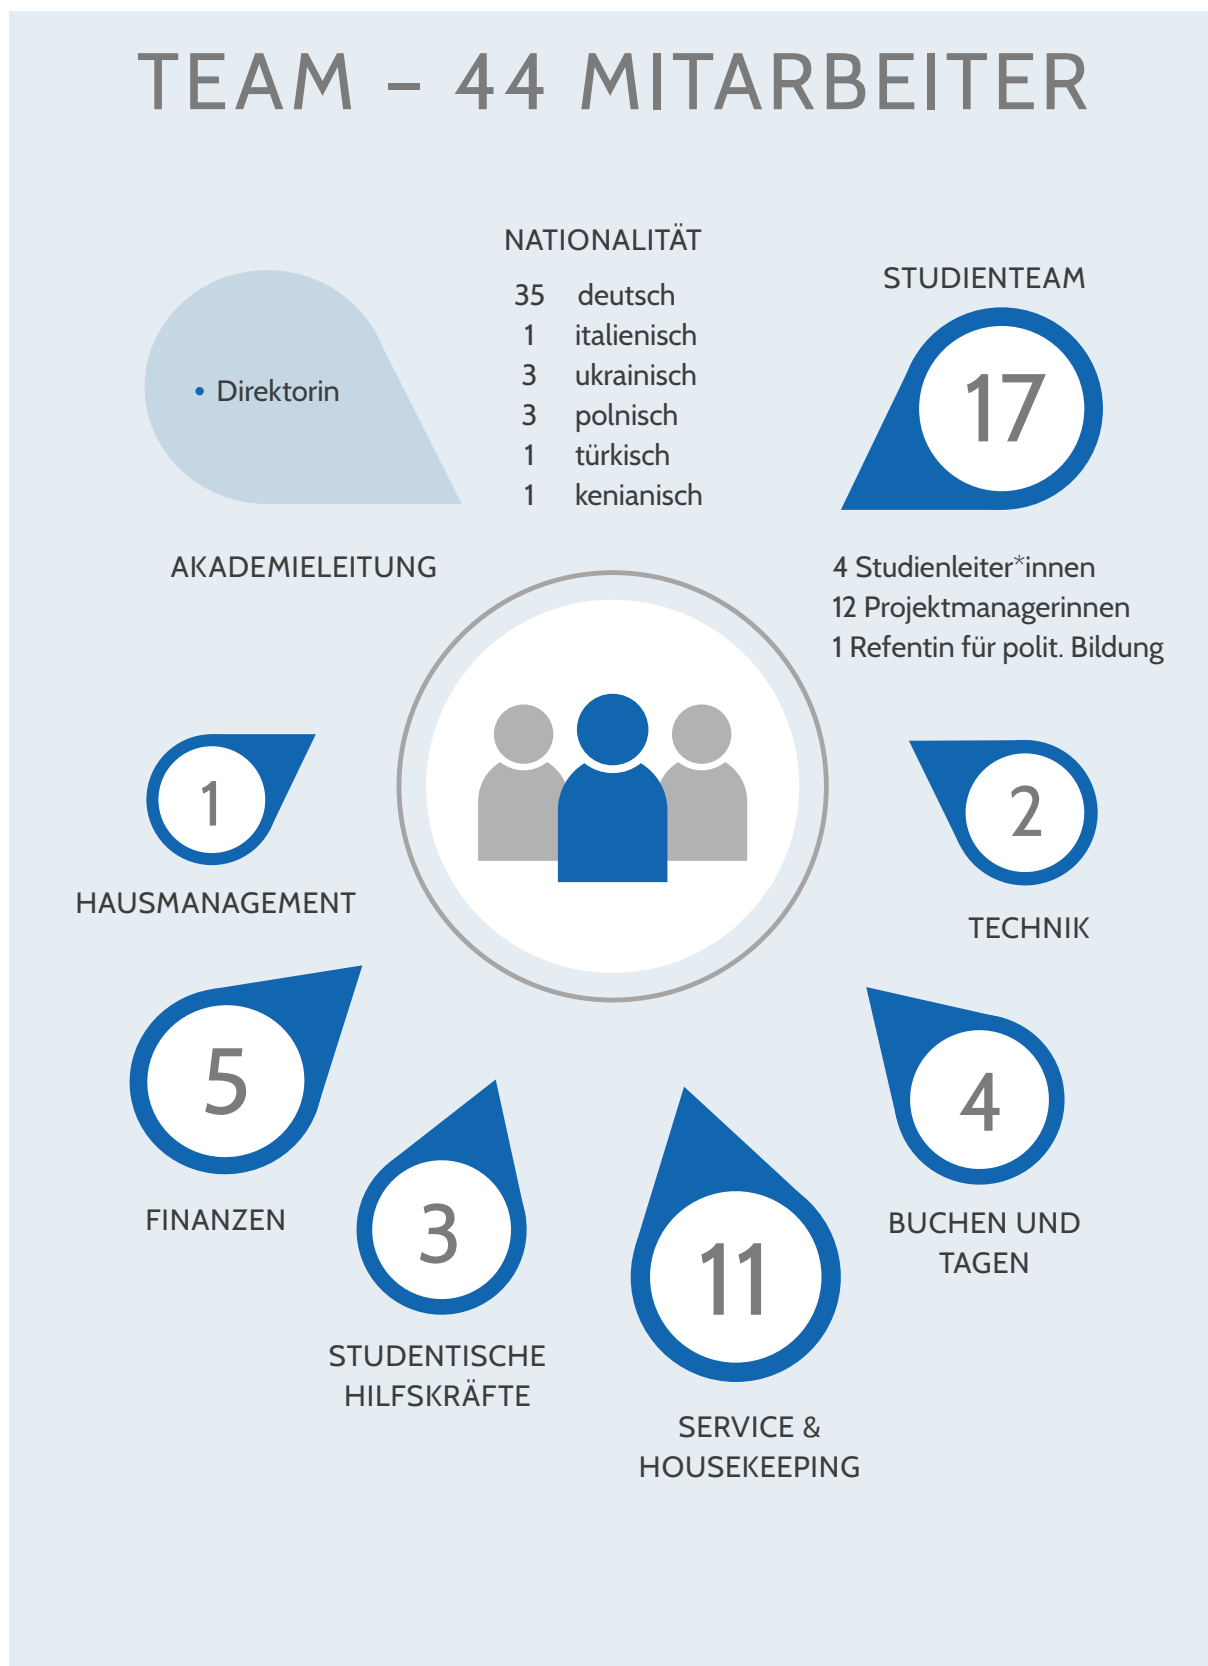 TEAM – 44 MITARBEITER
NATIONALITÄT
35 deutsch
1 italienisch
3 ukrainisch
3 polnisch
1 türkisch
1 kenianisch
• Direktorin
AKADEMIELEITUNG
STUDIENTEAM
17
4 Studienleiter*innen
12 Projektmanagerinnen
1 Refentin für polit. Bildung
1
HAUSMANAGEMENT
2
TECHNIK
5
FINANZEN
3
STUDENTISCHE
HILFSKRÄFTE
11
SERVICE &
HOUSEKEEPING
4
BUCHEN UND
TAGEN